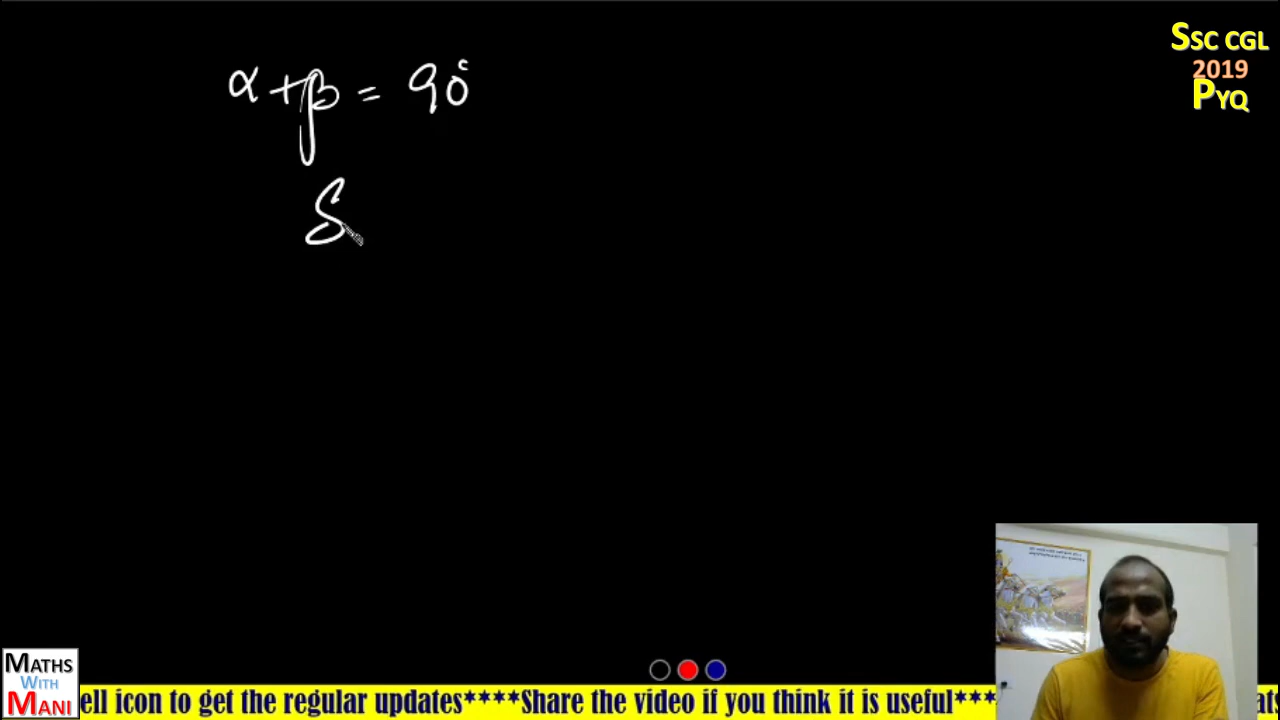 SSC CGL
2019
PYQ
α + β = 90°
S
MATHS
WITH
MANI
ell icon to get the regular updates****Share the video if you think it is useful***